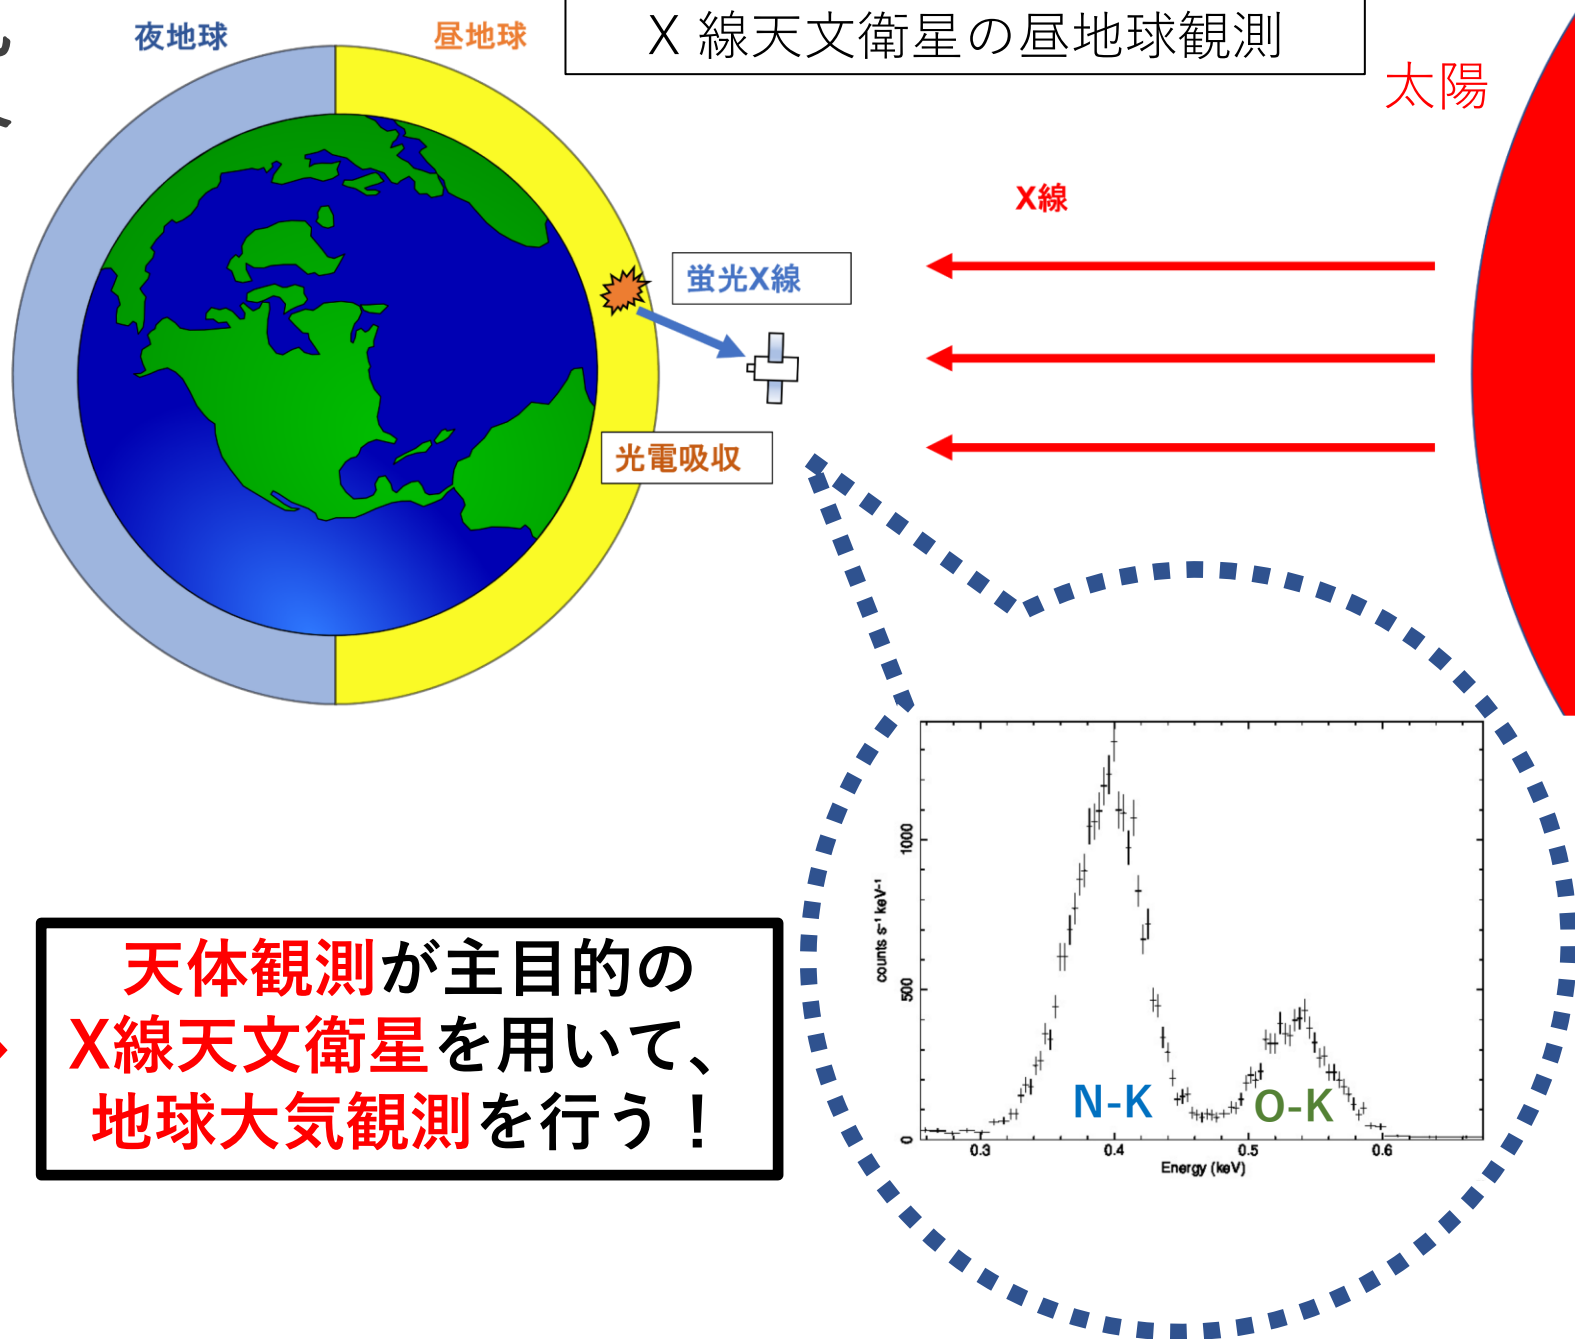 X 線天文衛星の昼地球観測
夜地球
昼地球
太陽
X線
蛍光X線
光電吸収
天体観測が主目的の
X線天文衛星を用いて、
地球大気観測を行う！
counts s⁻¹ keV⁻¹
1000
500
0
N-K
O-K
0.3
0.4
0.5
0.6
Energy (keV)